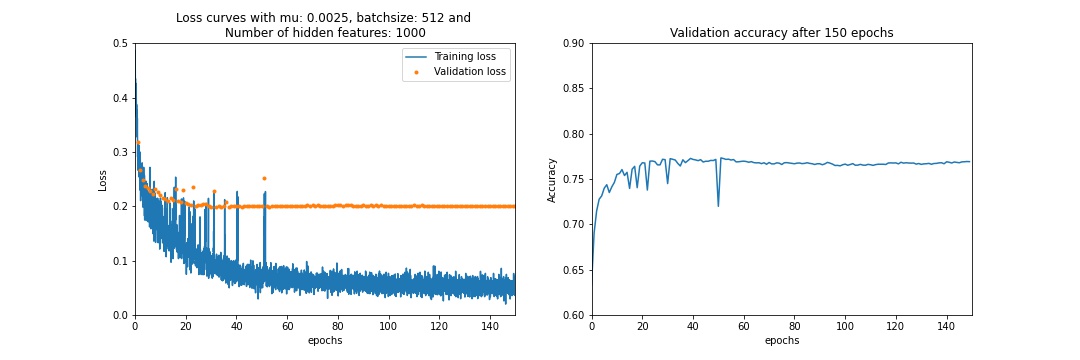 Loss curves with mu: 0.0025, batchsize: 512 and
Number of hidden features: 1000
0.5
0.4
0.3
0.2
0.1
0.0
Loss
Training loss
Validation loss
0 20 40 60 80 100 120 140
epochs
Validation accuracy after 150 epochs
0.90
0.85
0.80
0.75
0.70
0.65
0.60
Accuracy
0 20 40 60 80 100 120 140
epochs